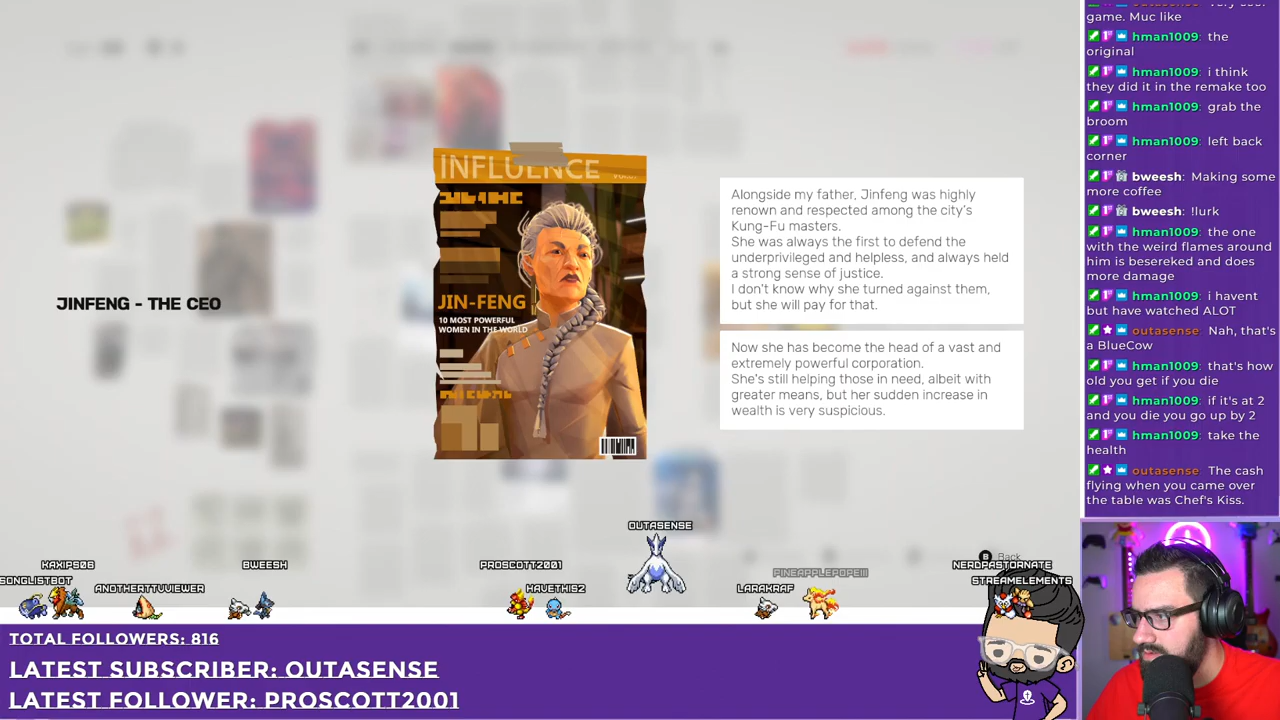 JINFENG - THE CEO
INFLUENCE
JIN-FENG
10 MOST POWERFUL
WOMEN IN THE WORLD
Alongside my father, Jinfeng was highly
renown and respected among the city's
Kung-Fu masters.
She was always the first to defend the
underprivileged and helpless, and always held
a strong sense of justice.
I don't know why she turned against them,
but she will pay for that.
Now she has become the head of a vast and
extremely powerful corporation.
She's still helping those in need, albeit with
greater means, but her sudden increase in
wealth is very suspicious.
B Back
game. Muc like
hman1009: the
original
hman1009: i think
they did it in the remake too
hman1009: grab the
broom
hman1009: left back
corner
bweesh: Making some
more coffee
bweesh: !lurk
hman1009: the one
with the weird flames around
him is besereked and does
more damage
hman1009: i havent
but have watched ALOT
outasense: Nah, that's
a BlueCow
hman1009: that's how
old you get if you die
hman1009: if it's at 2
and you die you go up by 2
hman1009: take the
health
outasense: The cash
flying when you came over
the table was Chef's Kiss.
OUTASENSE
KAXIPS06
BWEESH
PROSCOTT2001
PINEAPPLEPOPEIII
NERDPASTORNATE
SONGLISTBOT
ANOTHERTTVVIEWER
HAVETHIS2
LARAKRAF
STREAMELEMENTS
TOTAL FOLLOWERS: 816
LATEST SUBSCRIBER: OUTASENSE
LATEST FOLLOWER: PROSCOTT2001